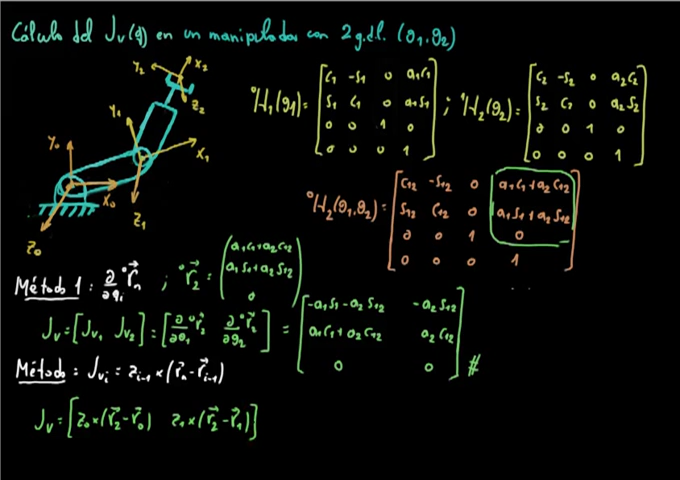 Cálculo del Jv(q) en un manipulador con 2 g.d.l. (θ1, θ2)
Y2 X2
Z2
Y1
X1
Z1
Y0
X0
Z0
⁰H1(θ1) = [C1 -S1 0 a1C1
S1 C1 0 a1S1
0 0 1 0
0 0 0 1] ; ¹H2(θ2) = [C2 -S2 0 a2C2
S2 C2 0 a2S2
0 0 1 0
0 0 0 1]
⁰H2(θ1, θ2) = [C12 -S12 0 a1C1+a2C12
S12 C12 0 a1S1+a2S12
0 0 1 0
0 0 0 1]
Método 1 : ∂/∂qi ⁰r⃗n ; ⁰r⃗2 = (a1C1+a2C12
a1S1+a2S12
0)
Jv = [Jv1 Jv2] = [∂/∂θ1 ⁰r⃗2 ∂/∂θ2 ⁰r⃗2] = [-a1S1-a2S12 -a2S12
a1C1+a2C12 a2C12
0 0] #
Método : Jvi = zi-1 × (r⃗n - r⃗i-1)
Jv = [z0 × (r⃗2 - r⃗0) z1 × (r⃗2 - r⃗1)]